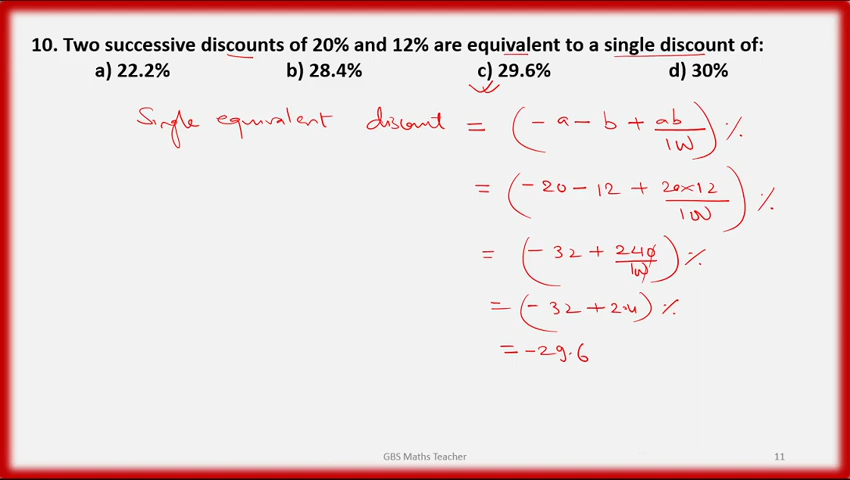 10. Two successive discounts of 20% and 12% are equivalent to a single discount of:
a) 22.2% b) 28.4% c) 29.6% d) 30%
Single equivalent discount = (- a - b + ab/100) %
= (- 20 - 12 + 20×12/100) %
= (- 32 + 240/100) %
= (- 32 + 2.4) %
= -29.6
GBS Maths Teacher 11